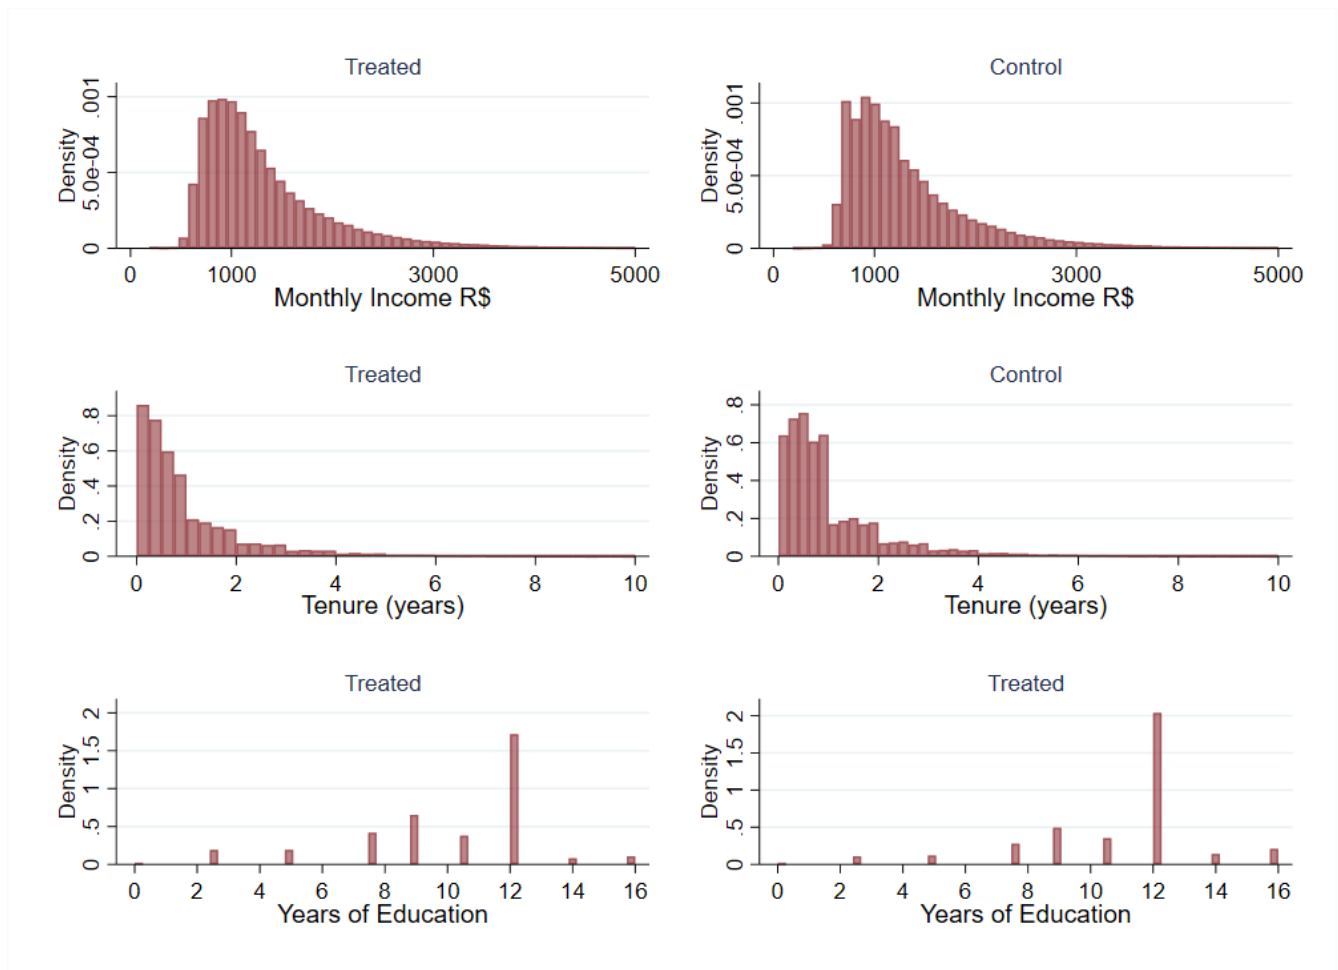 Treated
Control
Density
0 5.0e-04 .001
0 1000 3000 5000
Monthly Income R$
Density
0 5.0e-04 .001
0 1000 3000 5000
Monthly Income R$
Treated
Control
Density
0 .2 .4 .6 .8
0 2 4 6 8 10
Tenure (years)
Density
0 .2 .4 .6 .8
0 2 4 6 8 10
Tenure (years)
Treated
Treated
Density
0 .5 1 1.5 2
0 2 4 6 8 10 12 14 16
Years of Education
Density
0 .5 1 1.5 2
0 2 4 6 8 10 12 14 16
Years of Education